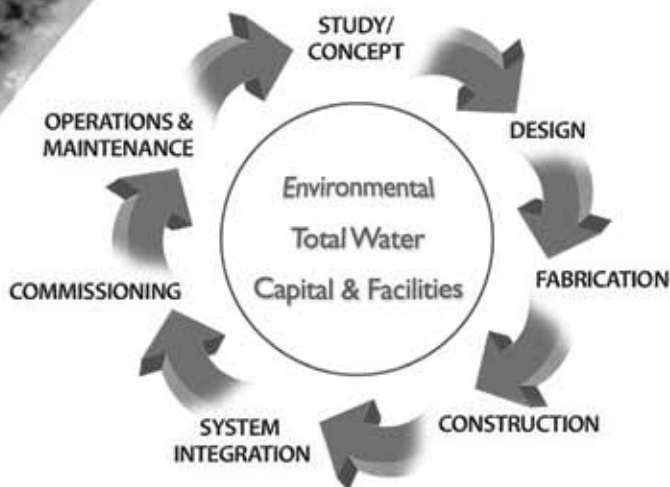 STUDY/
CONCEPT
DESIGN
FABRICATION
CONSTRUCTION
SYSTEM
INTEGRATION
COMMISSIONING
OPERATIONS &
MAINTENANCE
Environmental
Total Water
Capital & Facilities